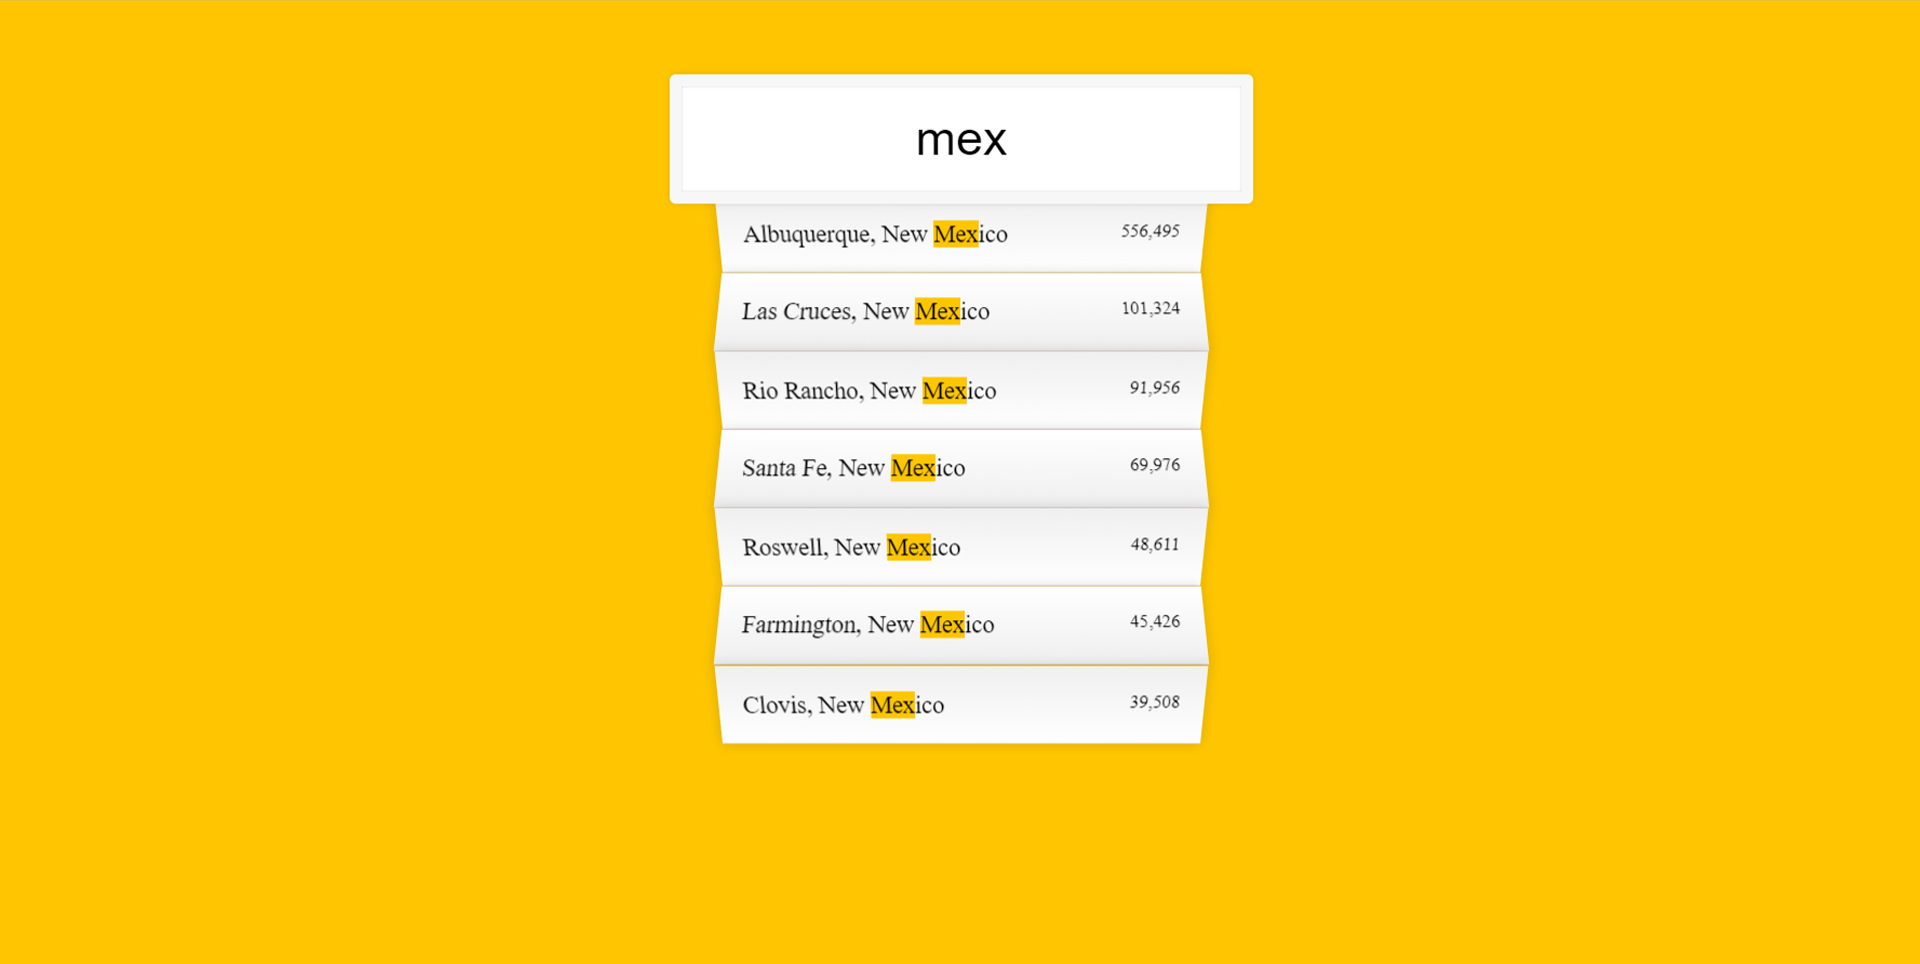 mex
Albuquerque, New Mexico 556,495
Las Cruces, New Mexico 101,324
Rio Rancho, New Mexico 91,956
Santa Fe, New Mexico 69,976
Roswell, New Mexico 48,611
Farmington, New Mexico 45,426
Clovis, New Mexico 39,508